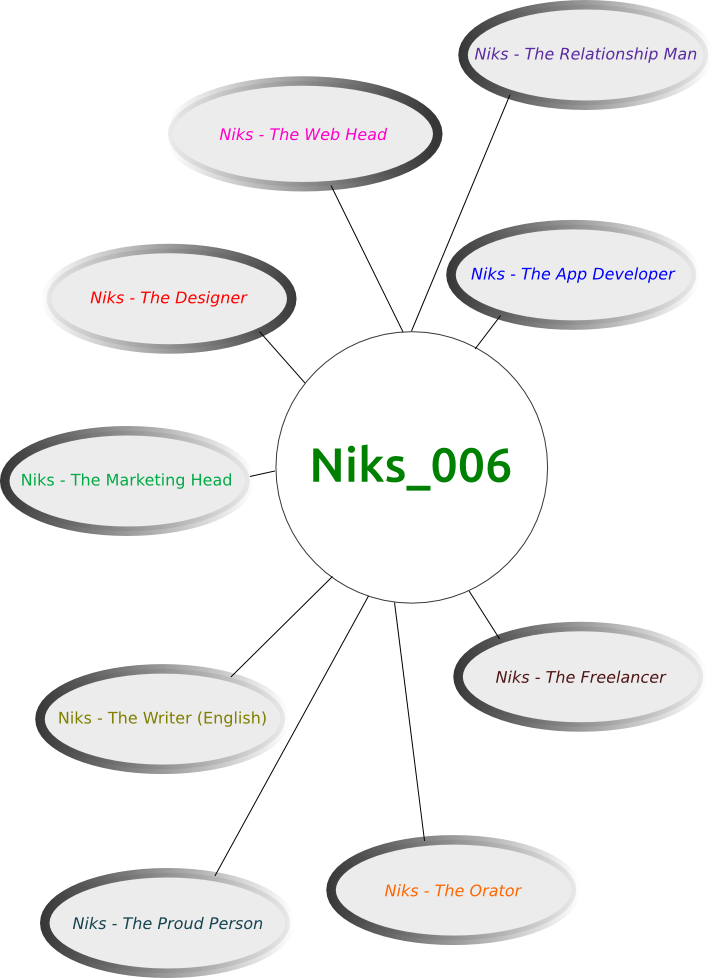 Niks - The Relationship Man
Niks - The Web Head
Niks - The App Developer
Niks - The Designer
Niks_006
Niks - The Marketing Head
Niks - The Freelancer
Niks - The Writer (English)
Niks - The Orator
Niks - The Proud Person